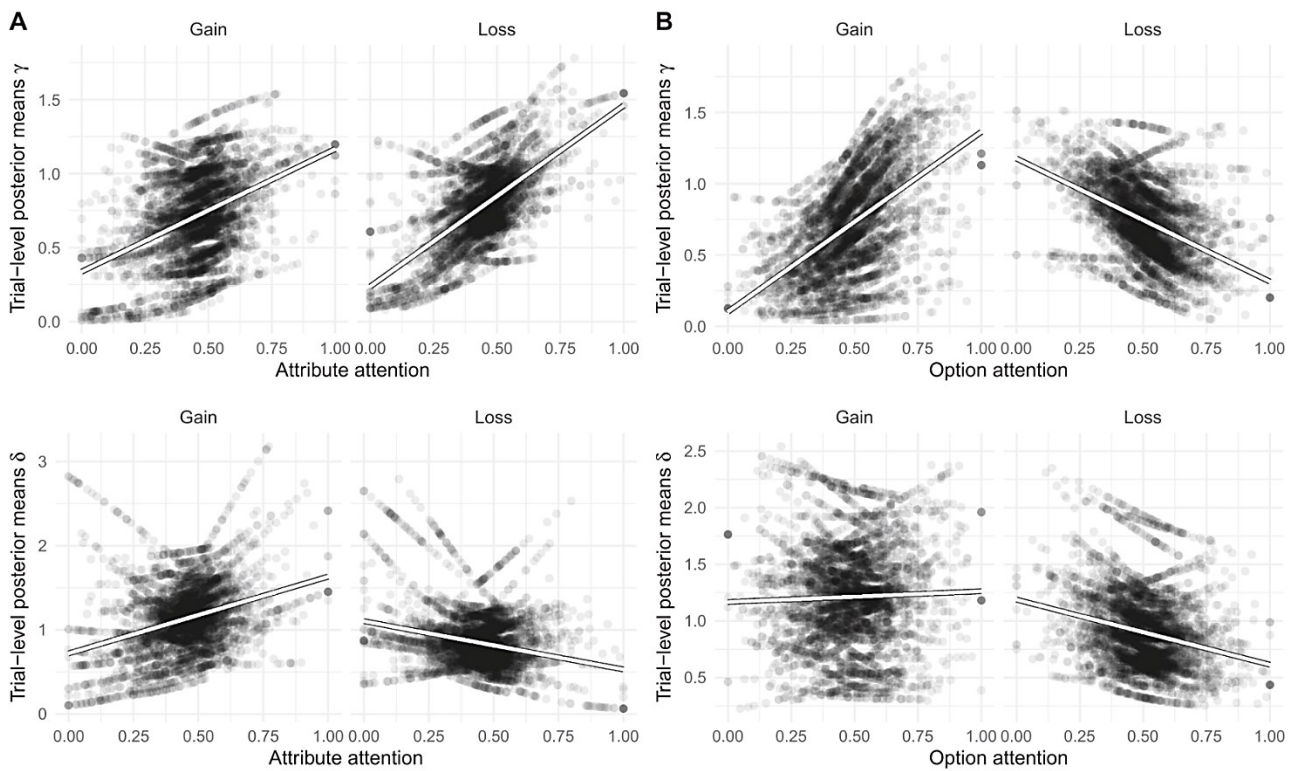 A
B
Gain Loss
Gain Loss
Trial−level posterior means γ
1.5
1.0
0.5
0.0
0.00 0.25 0.50 0.75 1.00 0.00 0.25 0.50 0.75 1.00
Attribute attention
Trial−level posterior means γ
1.5
1.0
0.5
0.0
0.00 0.25 0.50 0.75 1.00 0.00 0.25 0.50 0.75 1.00
Option attention
Gain Loss
Trial−level posterior means δ
3
2
1
0
0.00 0.25 0.50 0.75 1.00 0.00 0.25 0.50 0.75 1.00
Attribute attention
Gain Loss
Trial−level posterior means δ
2.5
2.0
1.5
1.0
0.5
0.00 0.25 0.50 0.75 1.00 0.00 0.25 0.50 0.75 1.00
Option attention